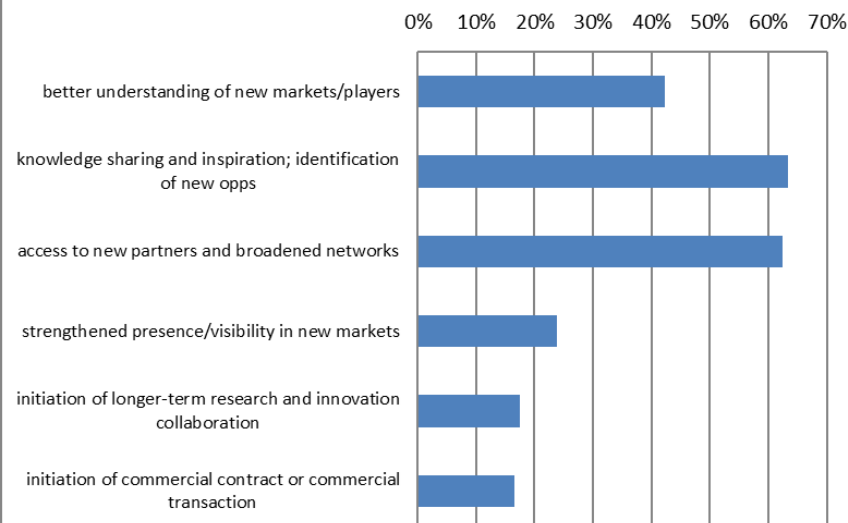 0% 10% 20% 30% 40% 50% 60% 70%
better understanding of new markets/players
knowledge sharing and inspiration; identification
of new opps
access to new partners and broadened networks
strengthened presence/visibility in new markets
initiation of longer-term research and innovation
collaboration
initiation of commercial contract or commercial
transaction